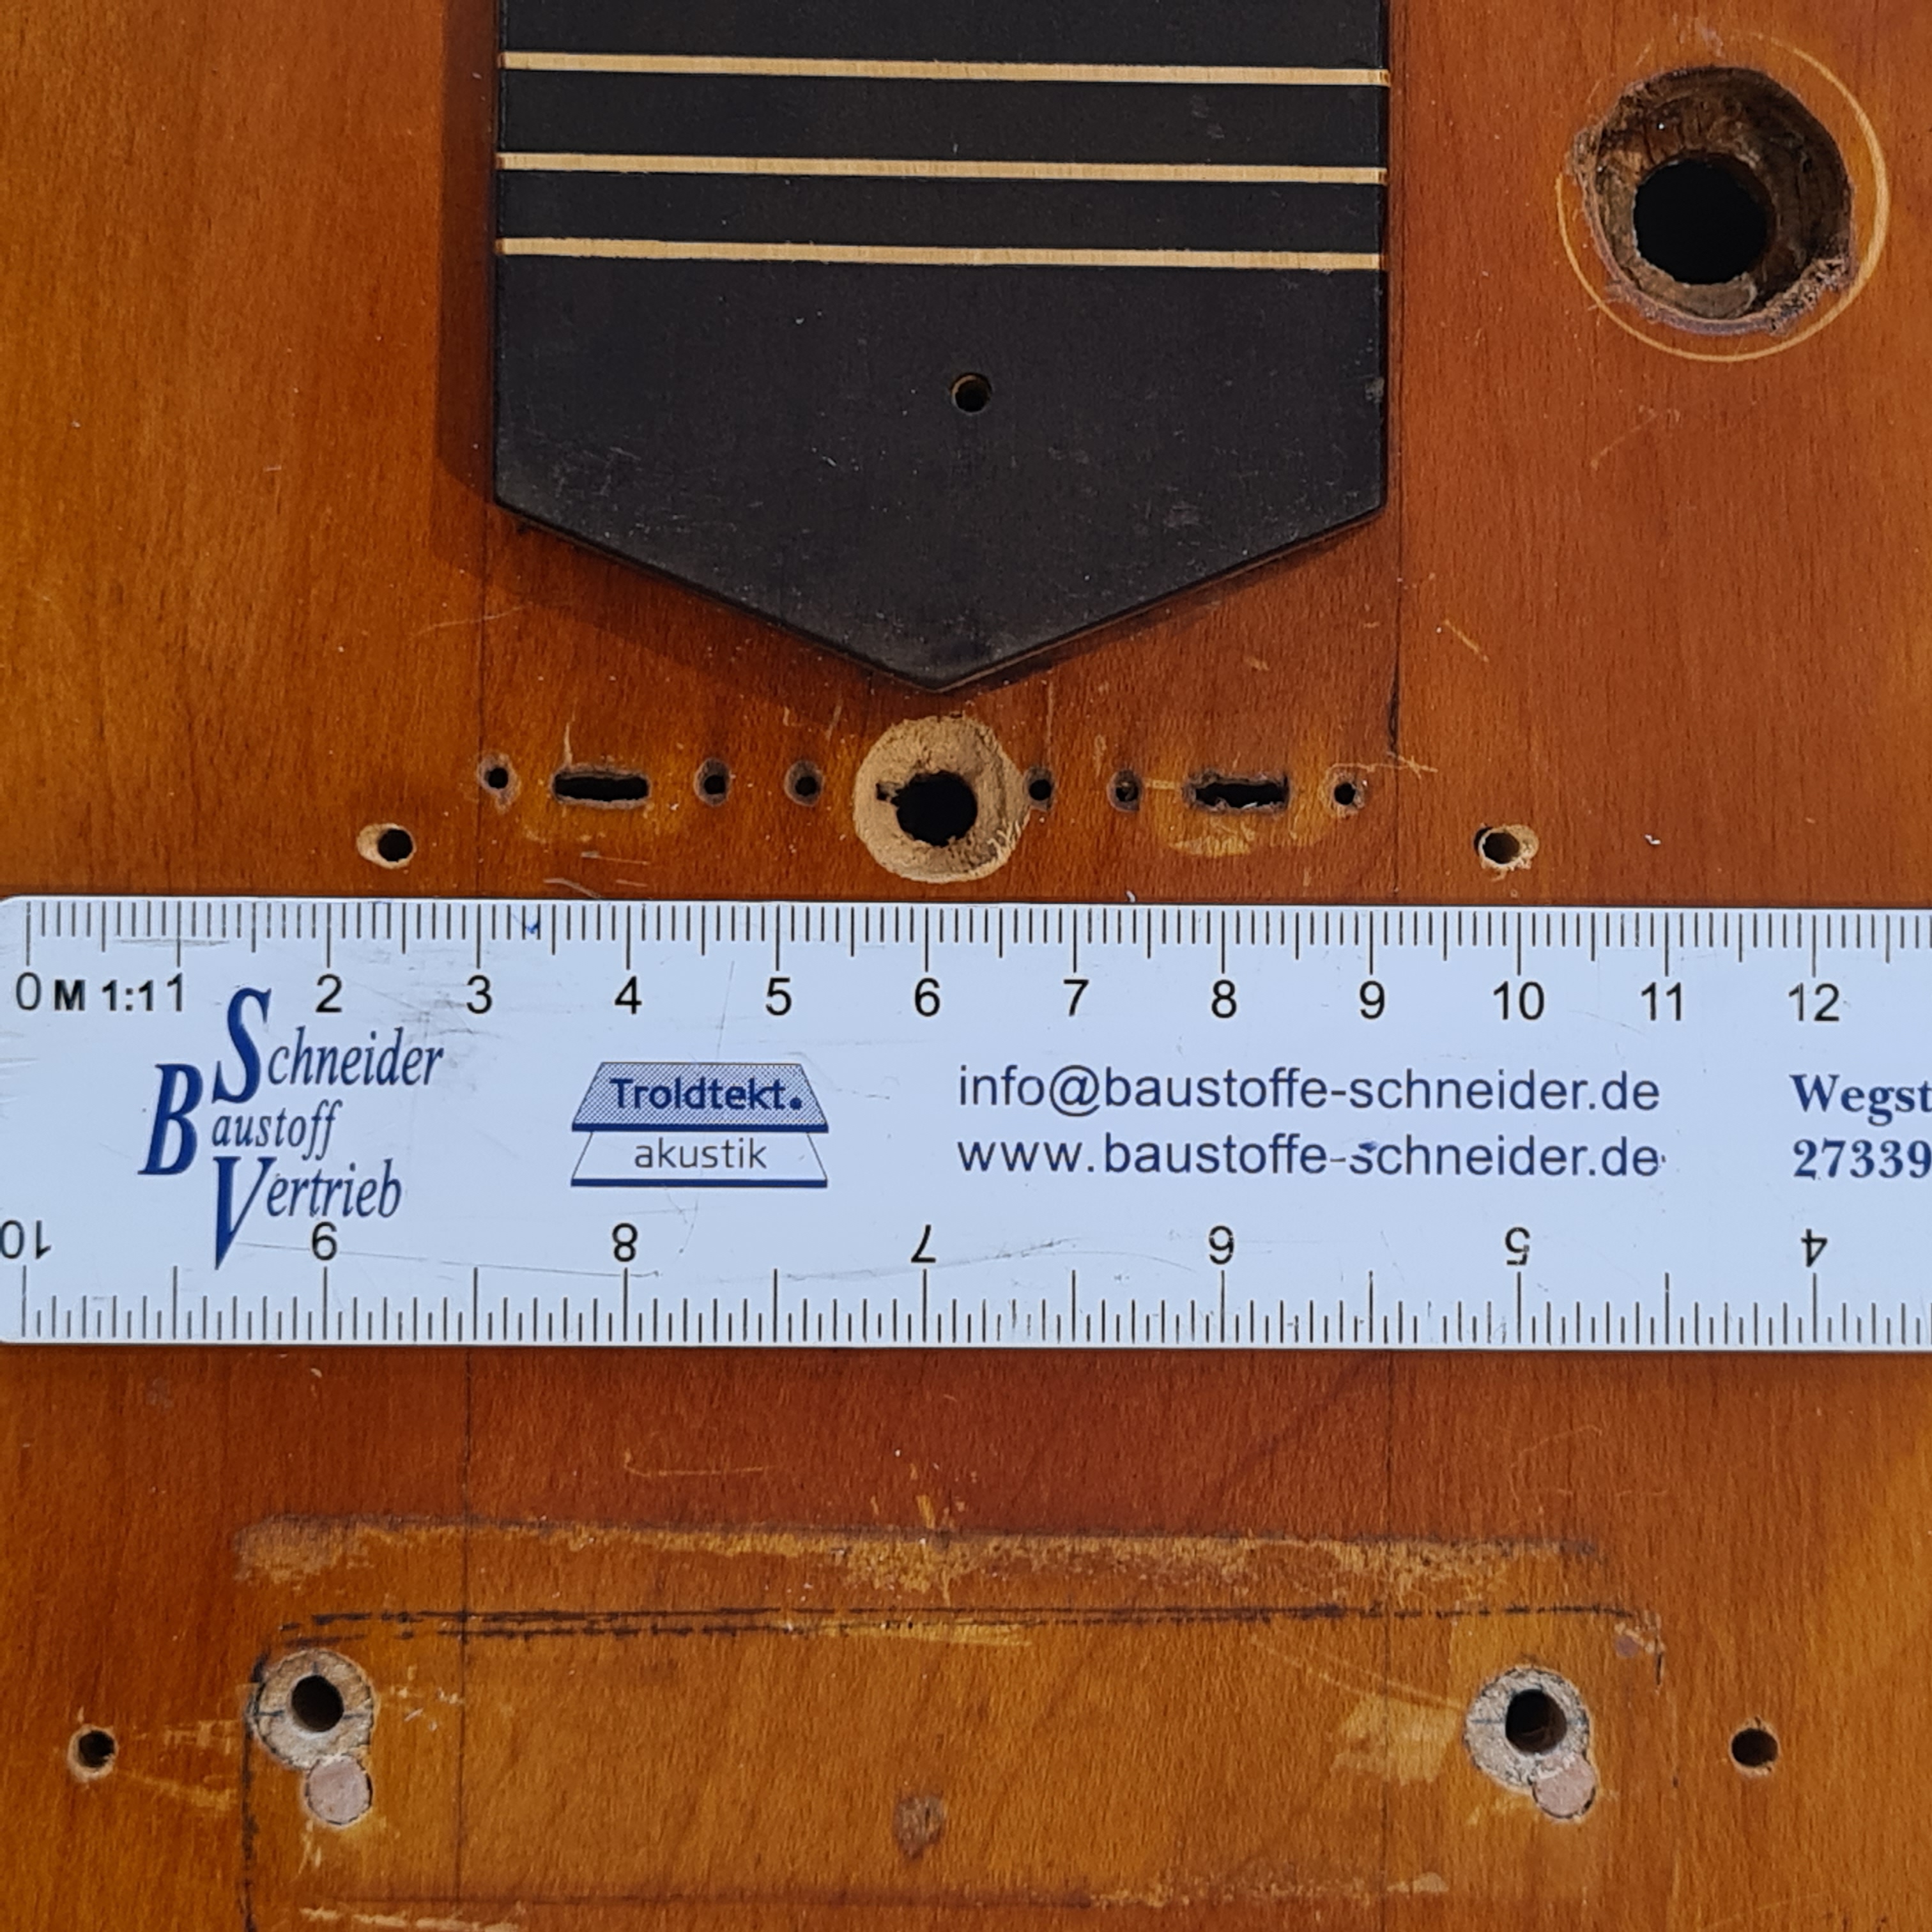 0 M 1:1 1 2 3 4 5 6 7 8 9 10 11 12
Schneider
Baustoff
Vertrieb
Troldtekt.
akustik
info@baustoffe-schneider.de
www.baustoffe-schneider.de
Wegst
27339
10 9 8 7 6 5 4